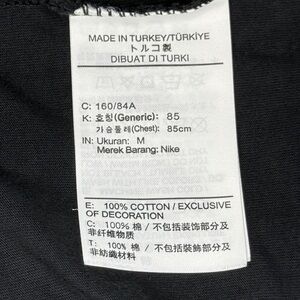 MADE IN TURKEY/TÜRKİYE
トルコ製
DIBUAT DI TURKI
C: 160/84A
K: 호칭(Generic): 85
가슴둘레(Chest): 85cm
IN: Ukuran: M
Merek Barang: Nike
E: 100% COTTON / EXCLUSIVE
OF DECORATION
C: 100% 棉 / 不包括装饰部分及
非纤维物质
T: 100% 棉 / 不包括裝飾部分及
非紡織材料